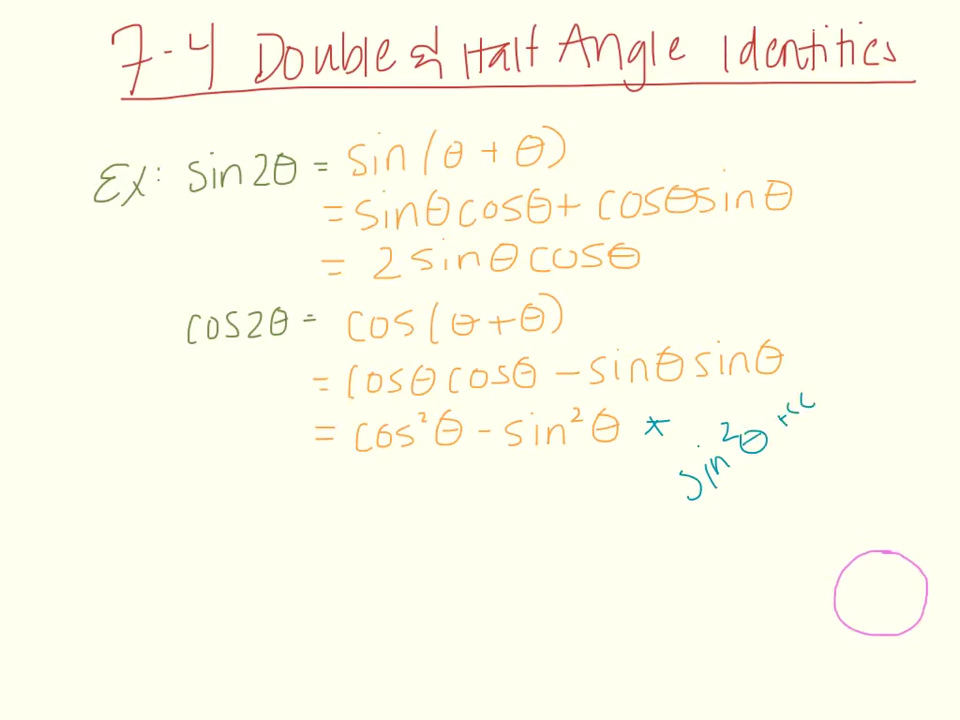 7-4 Double & Half Angle Identities
Ex: sin2θ = sin(θ + θ)
= sinθcosθ + cosθsinθ
= 2sinθcosθ
cos2θ = cos(θ+θ)
= cosθcosθ - sinθsinθ
= cos²θ - sin²θ *
sin²θ +cc